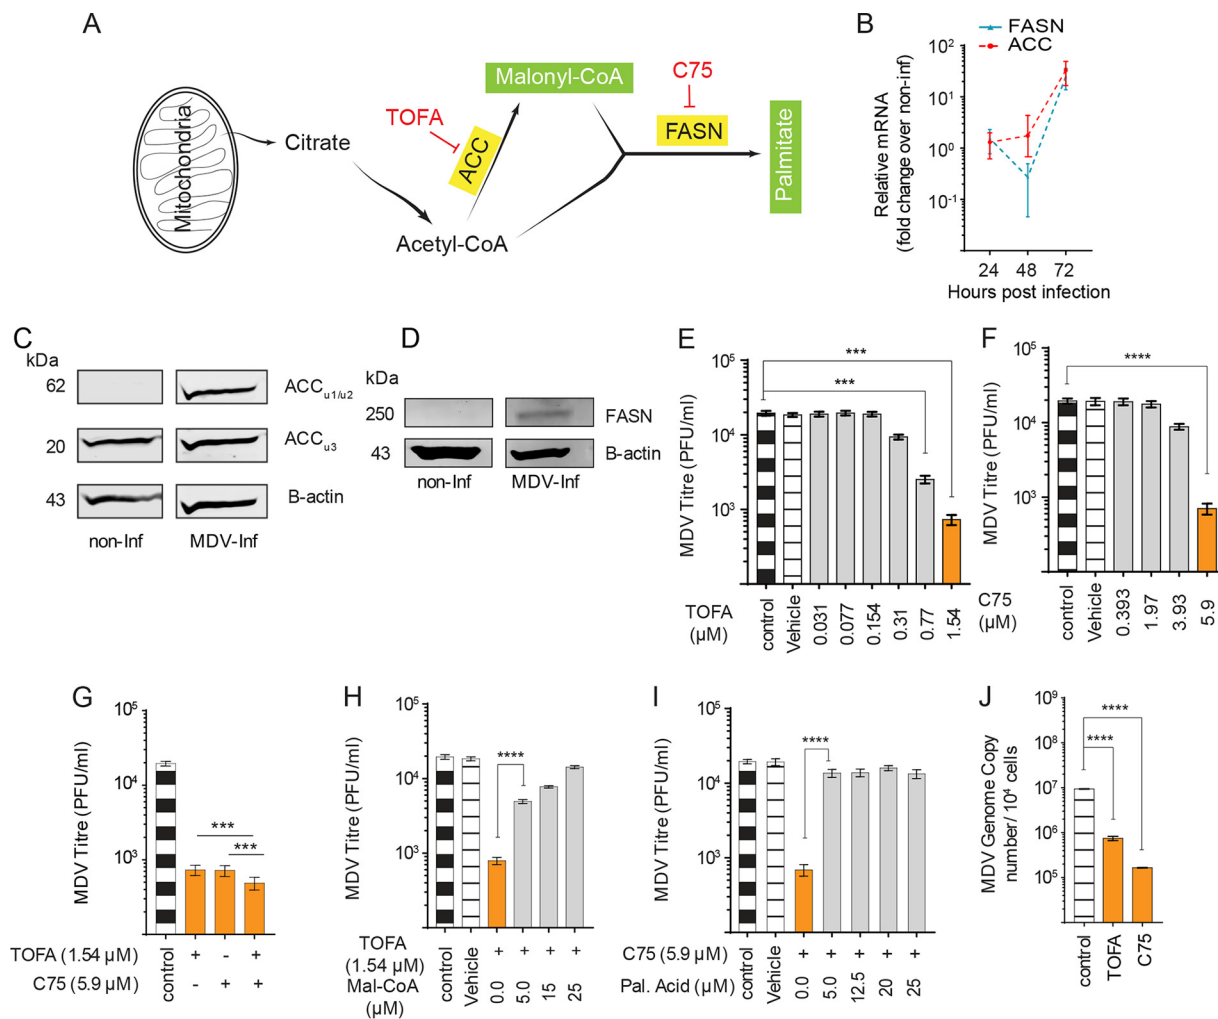 A
Mitochondria
Citrate
Acetyl-CoA
TOFA
ACC
Malonyl-CoA
C75
FASN
Palmitate
B
FASN
ACC
Relative mRNA
(fold change over non-inf)
10²
10¹
10⁰
10⁻¹
24 48 72
Hours post infection
C
kDa
62
ACCu1/u2
20
ACCu3
43
B-actin
non-Inf MDV-Inf
D
kDa
250
FASN
43
B-actin
non-Inf MDV-Inf
E
MDV Titre (PFU/ml)
10⁵
10⁴
10³
***
***
TOFA
(µM)
control Vehicle 0.031 0.077 0.154 0.31 0.77 1.54
F
MDV Titre (PFU/ml)
10⁵
10⁴
10³
****
C75
(µM)
control Vehicle 0.393 1.97 3.93 5.9
G
MDV Titre (PFU/ml)
10⁵
10⁴
10³
***
***
control
TOFA (1.54 µM) + - +
C75 (5.9 µM) - + +
H
MDV Titre (PFU/ml)
10⁵
10⁴
10³
****
control Vehicle
TOFA
(1.54 µM) + + + +
Mal-CoA
(µM)
0.0 5.0 15 25
I
MDV Titre (PFU/ml)
10⁵
10⁴
10³
****
control Vehicle
C75 (5.9 µM) + + + + +
Pal. Acid (µM) 0.0 5.0 12.5 20 25
J
MDV Genome Copy
number/ 10⁴ cells
10⁹
10⁸
10⁷
10⁶
10⁵
****
****
control TOFA C75